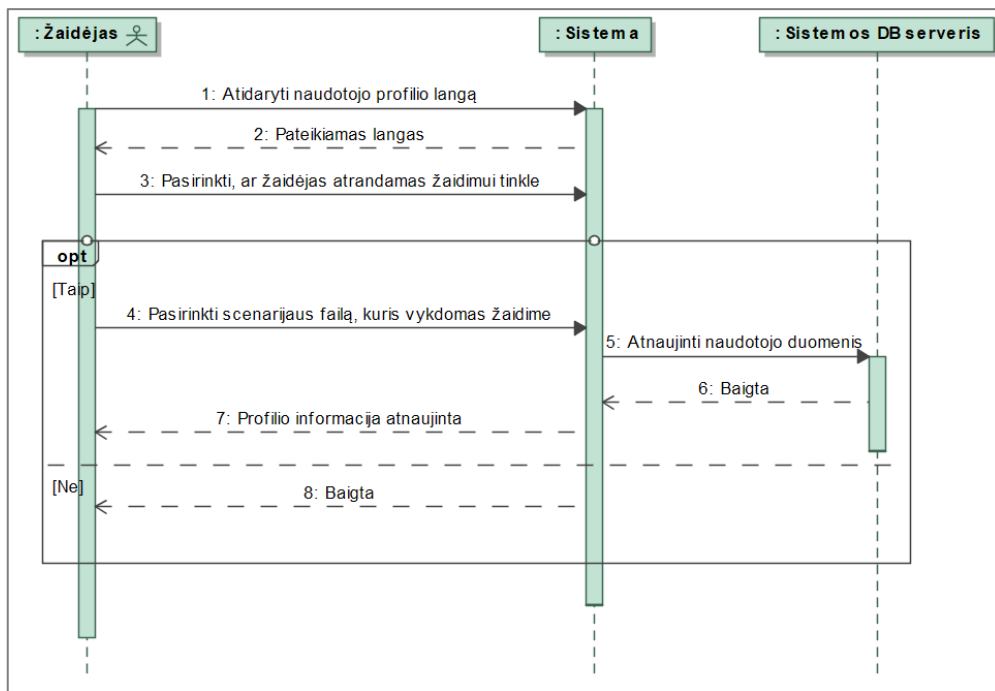 : Žaidėjas
: Sistema
: Sistemos DB serveris
1: Atidaryti naudotojo profilio langą
2: Pateikiamas langas
3: Pasirinkti, ar žaidėjas atrandamas žaidimui tinkle
opt
[Taip]
4: Pasirinkti scenarijaus failą, kuris vykdomas žaidime
5: Atnaujinti naudotojo duomenis
6: Baigta
7: Profilio informacija atnaujinta
[Ne]
8: Baigta